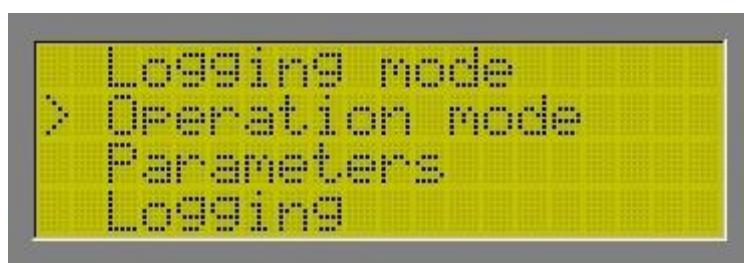 Logging mode
> Operation mode
Parameters
Logging